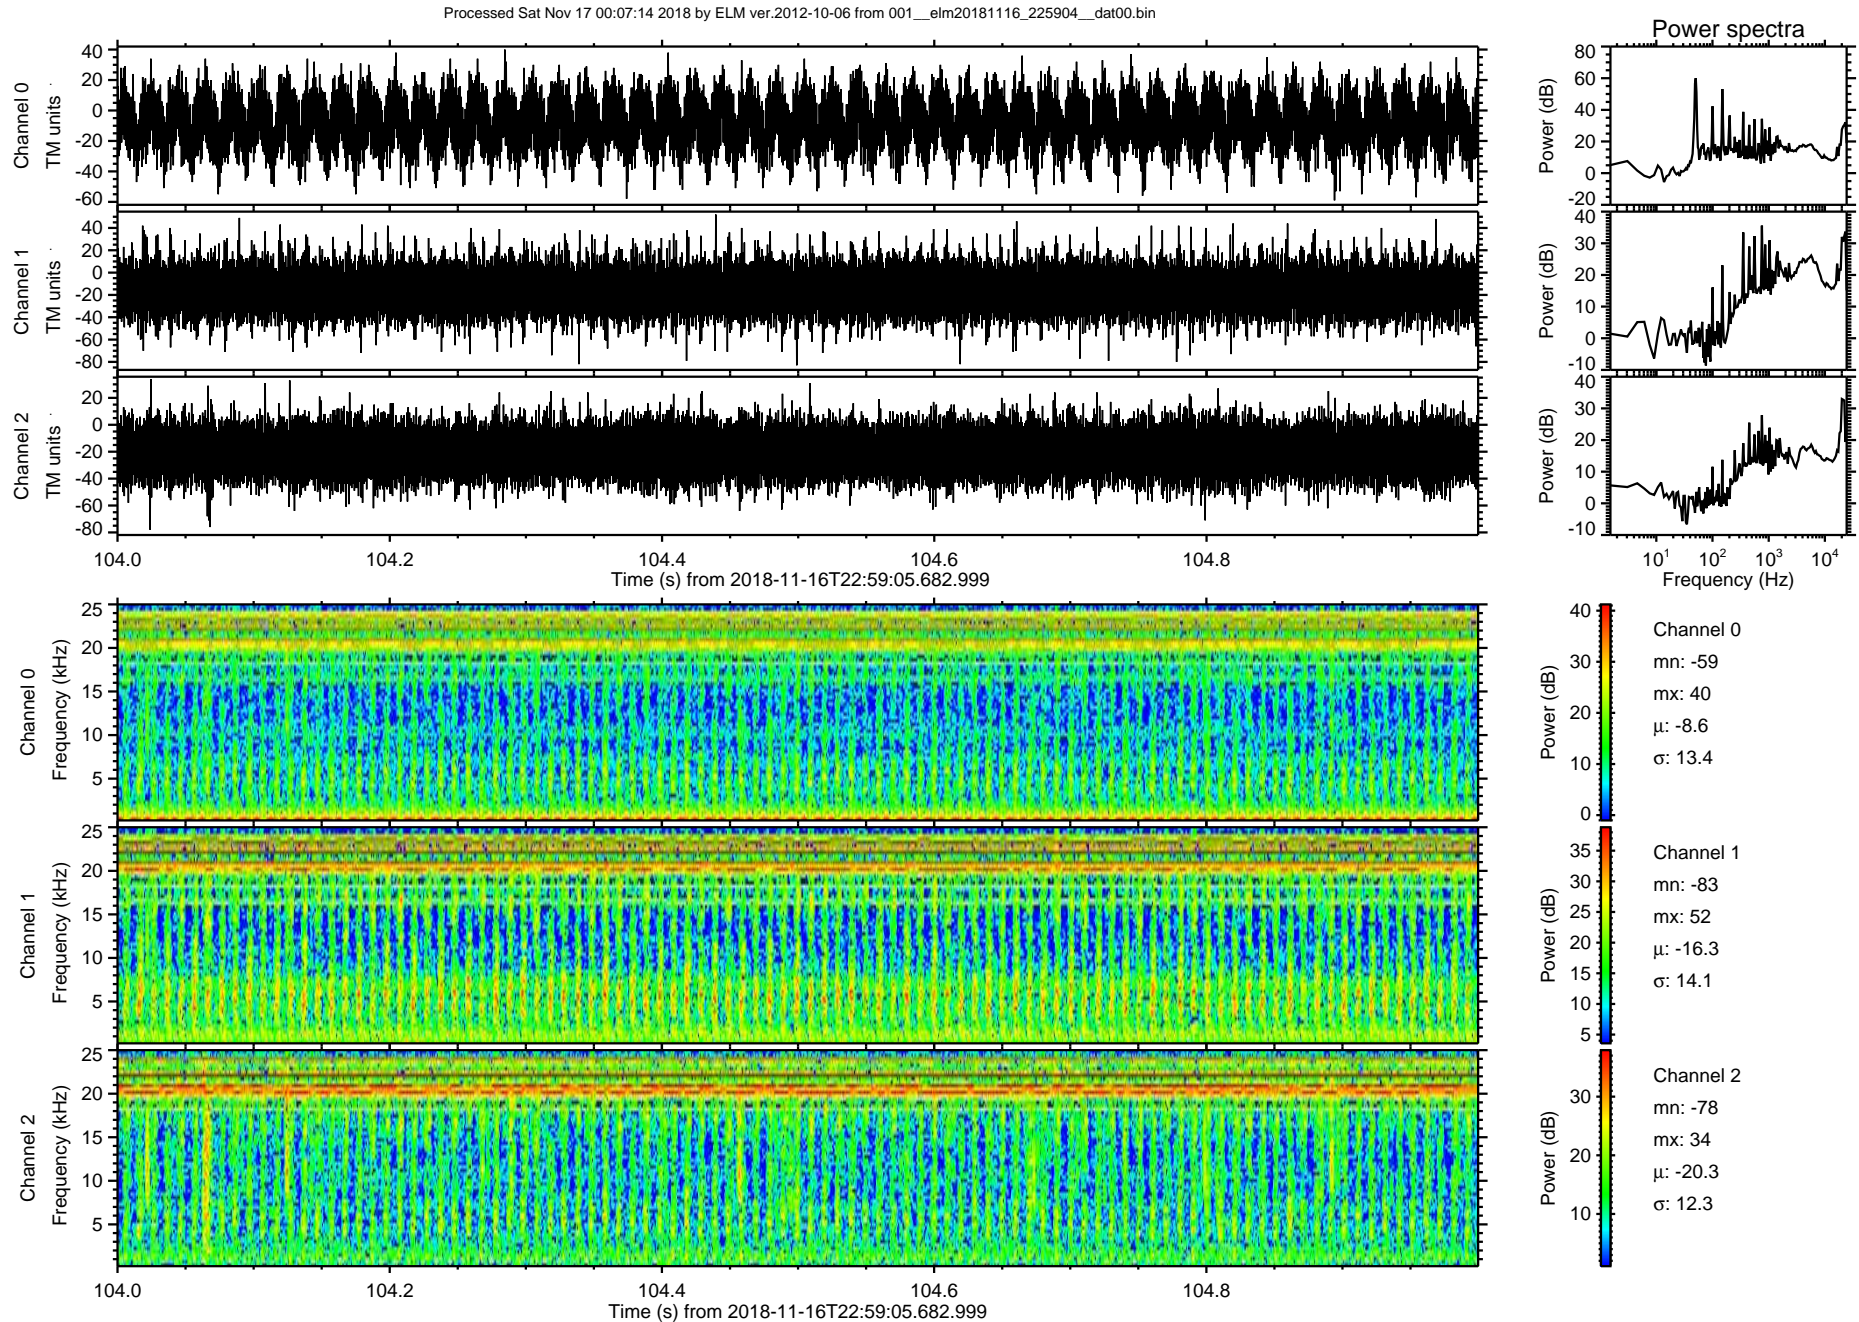 Processed Sat Nov 17 00:07:14 2018 by ELM ver.2012-10-06 from 001__elm20181116_225904__dat00.bin
Power spectra
Channel 0
TM units
40
20
0
-20
-40
-60
Power (dB)
80
60
40
20
0
-20
Channel 1
TM units
40
20
0
-20
-40
-60
-80
Power (dB)
40
30
20
10
0
-10
Channel 2
TM units
20
0
-20
-40
-60
-80
Power (dB)
40
30
20
10
0
-10
104.0 104.2 104.4 104.6 104.8
Time (s) from 2018-11-16T22:59:05.682.999
10¹ 10² 10³ 10⁴
Frequency (Hz)
Channel 0
Frequency (kHz)
25
20
15
10
5
Power (dB)
40
30
20
10
0
Channel 0
mn: -59
mx: 40
μ: -8.6
σ: 13.4
Channel 1
Frequency (kHz)
25
20
15
10
5
Power (dB)
35
30
25
20
15
10
5
Channel 1
mn: -83
mx: 52
μ: -16.3
σ: 14.1
Channel 2
Frequency (kHz)
25
20
15
10
5
Power (dB)
30
20
10
Channel 2
mn: -78
mx: 34
μ: -20.3
σ: 12.3
104.0 104.2 104.4 104.6 104.8
Time (s) from 2018-11-16T22:59:05.682.999